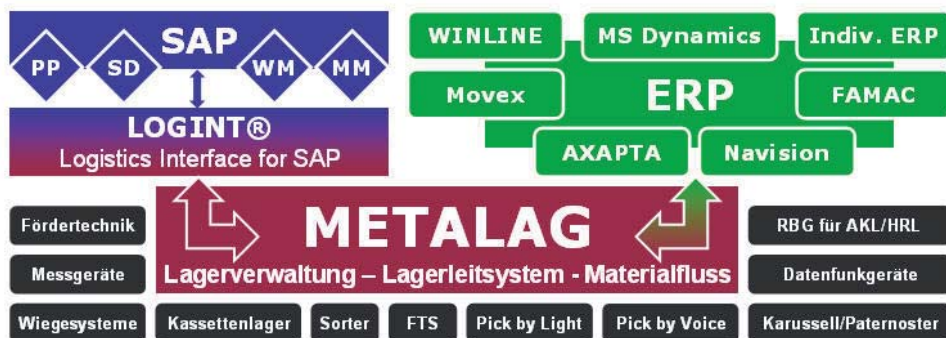 SAP
PP
SD
WM
MM
LOGINT®
Logistics Interface for SAP
WINLINE
MS Dynamics
Indiv. ERP
Movex
ERP
FAMAC
AXAPTA
Navision
METALAG
Lagerverwaltung – Lagerleitsystem - Materialfluss
Fördertechnik
RBG für AKL/HRL
Messgeräte
Datenfunkgeräte
Wiegesysteme
Kassettenlager
Sorter
FTS
Pick by Light
Pick by Voice
Karussell/Paternoster